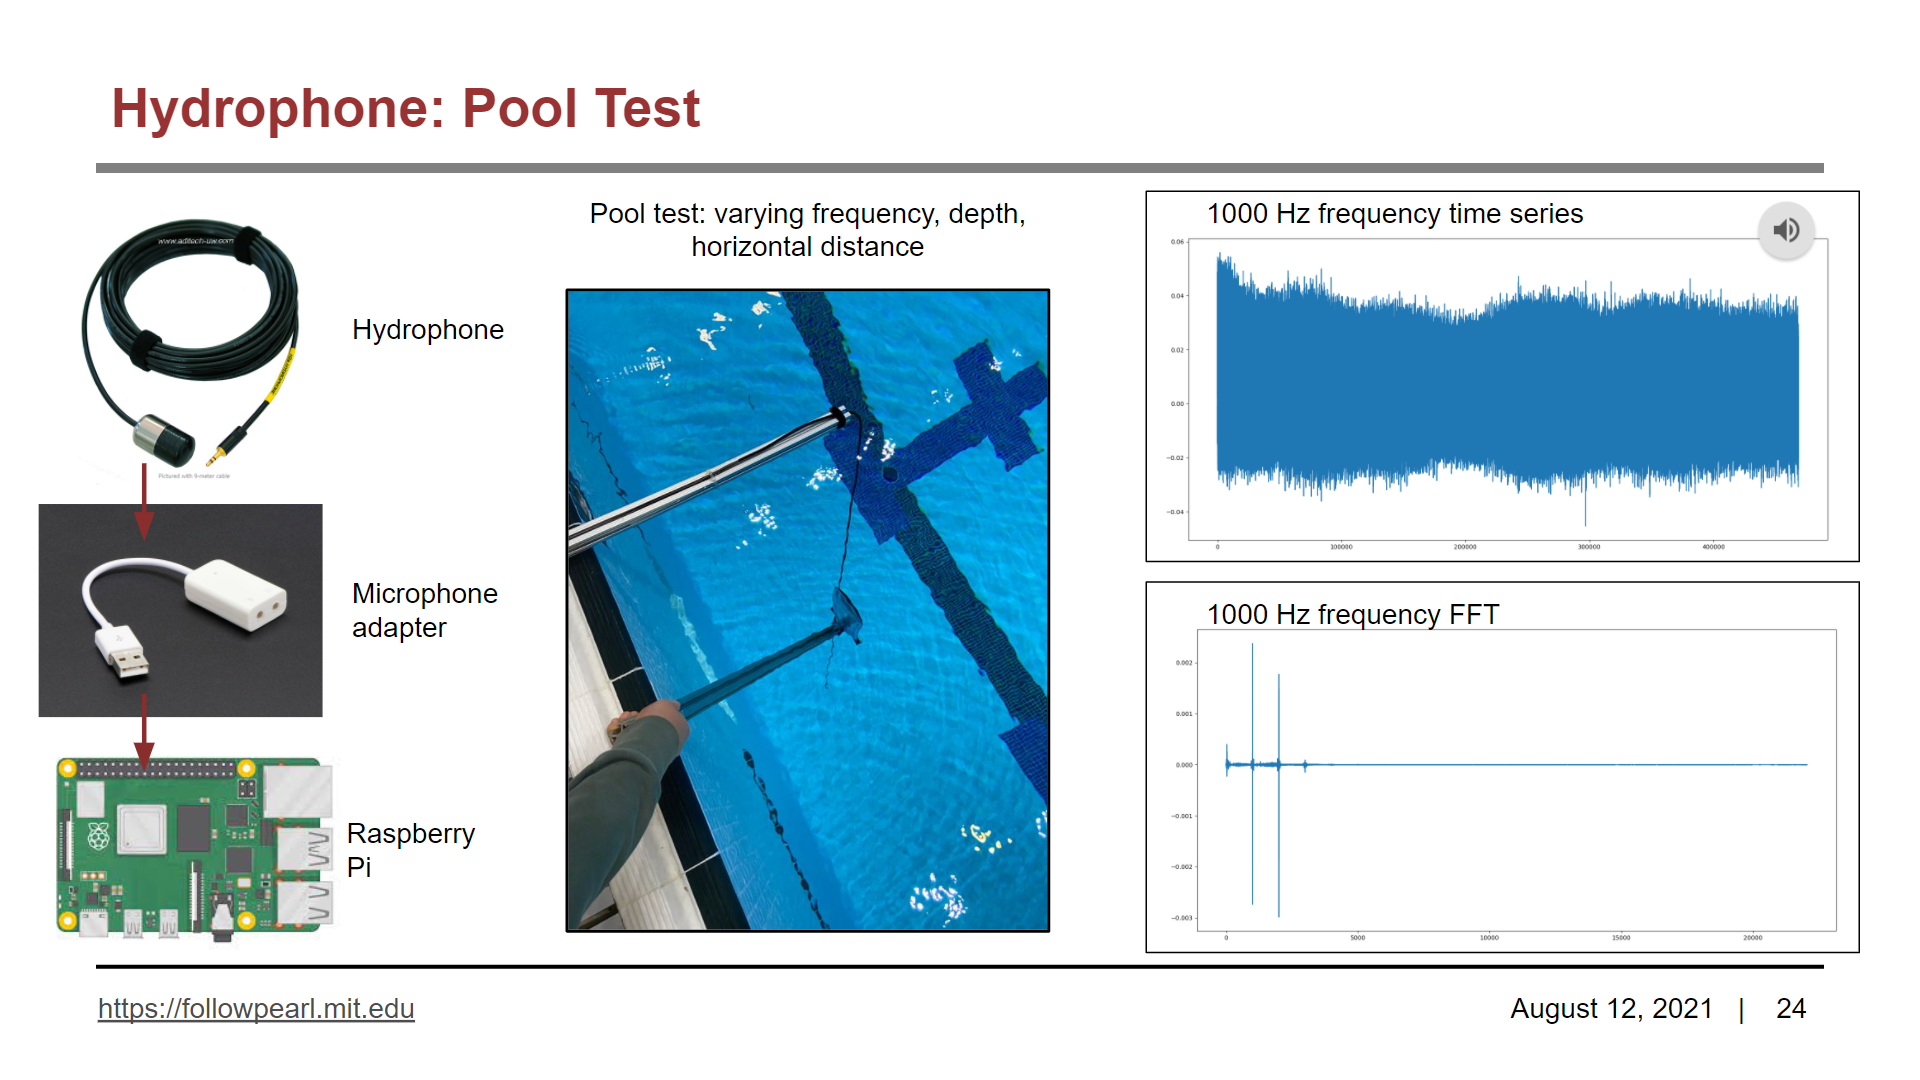 Hydrophone: Pool Test
www.aditech-uw.com
Pictured with 9-meter cable
Hydrophone
Microphone
adapter
Raspberry
Pi
Pool test: varying frequency, depth,
horizontal distance
1000 Hz frequency time series
0.06
0.04
0.02
0.00
−0.02
−0.04
0
100000
200000
300000
400000
1000 Hz frequency FFT
0.002
0.001
0.000
−0.001
−0.002
−0.003
0
5000
10000
15000
20000
https://followpearl.mit.edu
August 12, 2021 | 24